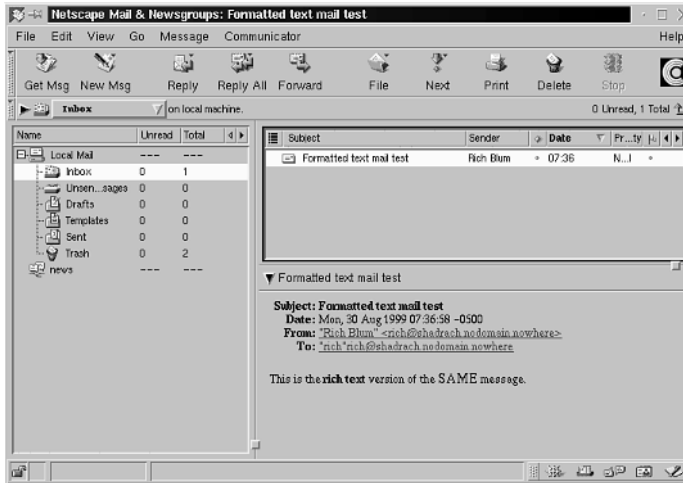 Netscape Mail & Newsgroups: Formatted text mail test
File Edit View Go Message Communicator Help
Get Msg New Msg Reply Reply All Forward File Next Print Delete Stop
Inbox on local machine. 0 Unread, 1 Total
Name Unread Total
Subject Sender Date Pr...ty
Local Mail --- ---
Formatted text mail test Rich Blum 07:36 N...l
Inbox 0 1
Unsen...sages 0 0
Drafts 0 0
Templates 0 0
Sent 0 0
Trash 0 2
news --- ---
Formatted text mail test
Subject: Formatted text mail test
Date: Mon, 30 Aug 1999 07:36:58 -0500
From: "Rich Blum" <rich@shadrach.nodomain.nowhere>
To: "rich"rich@shadrach.nodomain.nowhere
This is the rich text version of the SAME message.